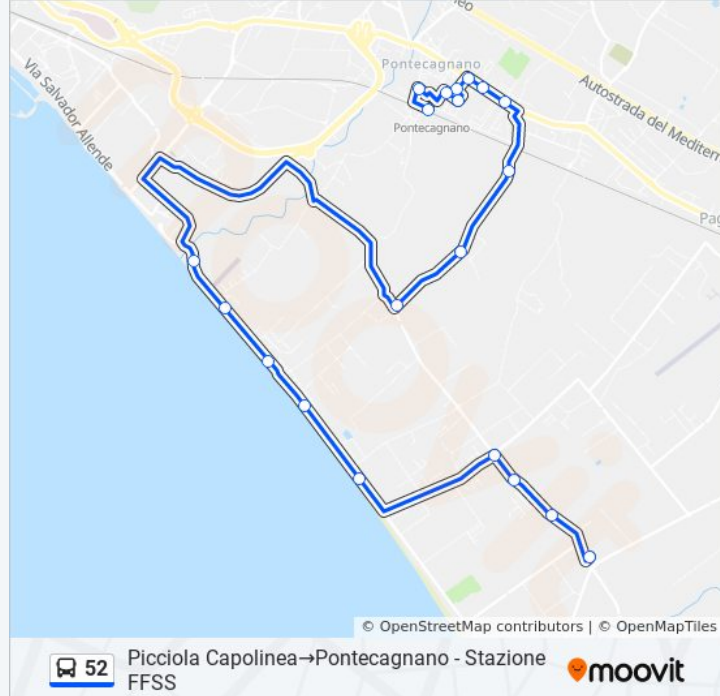 neo
Pontecagnano
Via Salvador Allende
Autostrada del Mediterr
Pontecagnano
Pag
© OpenStreetMap contributors | © OpenMapTiles
52
Picciola Capolinea→Pontecagnano - Stazione
FFSS
moovit